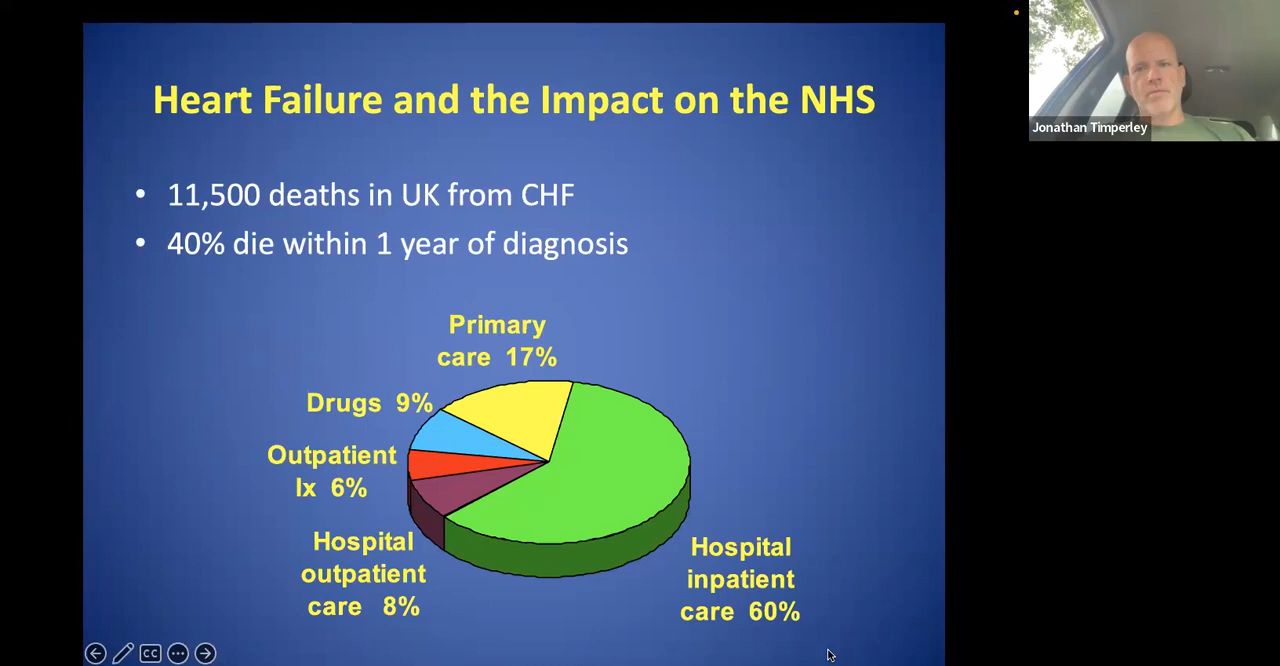 Heart Failure and the Impact on the NHS
• 11,500 deaths in UK from CHF
• 40% die within 1 year of diagnosis
Primary
care 17%
Drugs 9%
Outpatient
Ix 6%
Hospital
outpatient
care 8%
Hospital
inpatient
care 60%
CC
Jonathan Timperley